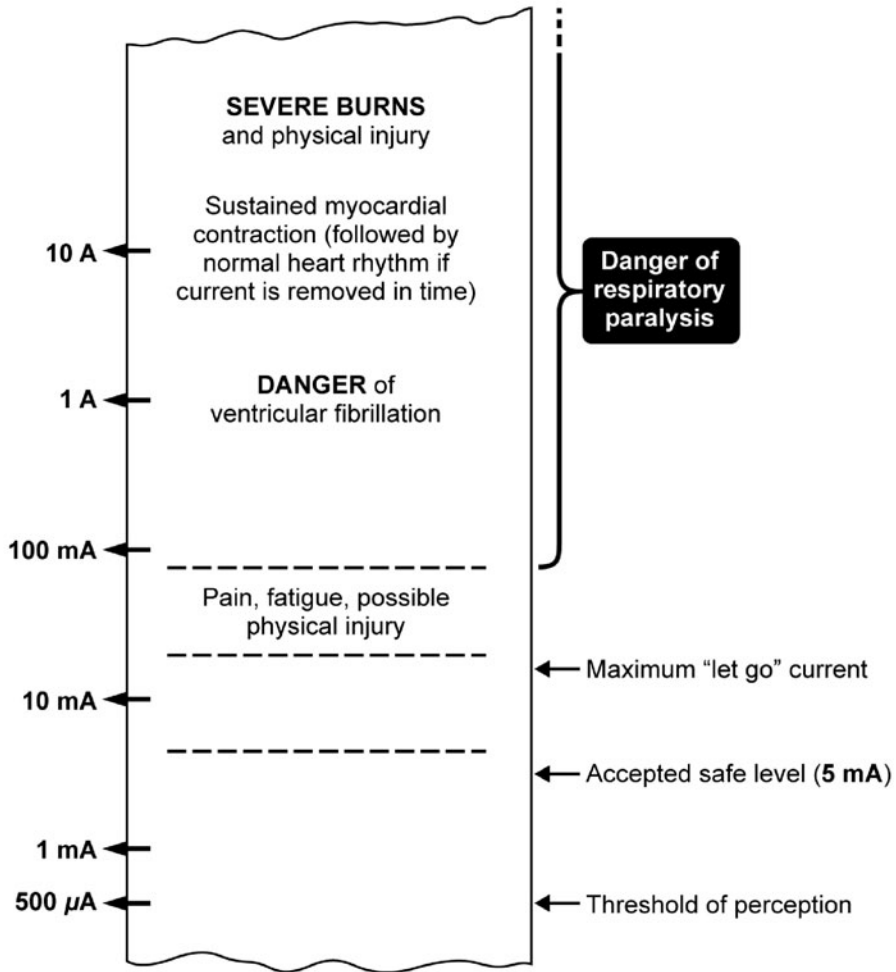 SEVERE BURNS
and physical injury
Sustained myocardial
contraction (followed by
normal heart rhythm if
current is removed in time)
10 A
Danger of
respiratory
paralysis
DANGER of
ventricular fibrillation
1 A
100 mA
Pain, fatigue, possible
physical injury
Maximum “let go” current
10 mA
Accepted safe level (5 mA)
1 mA
500 µA
Threshold of perception